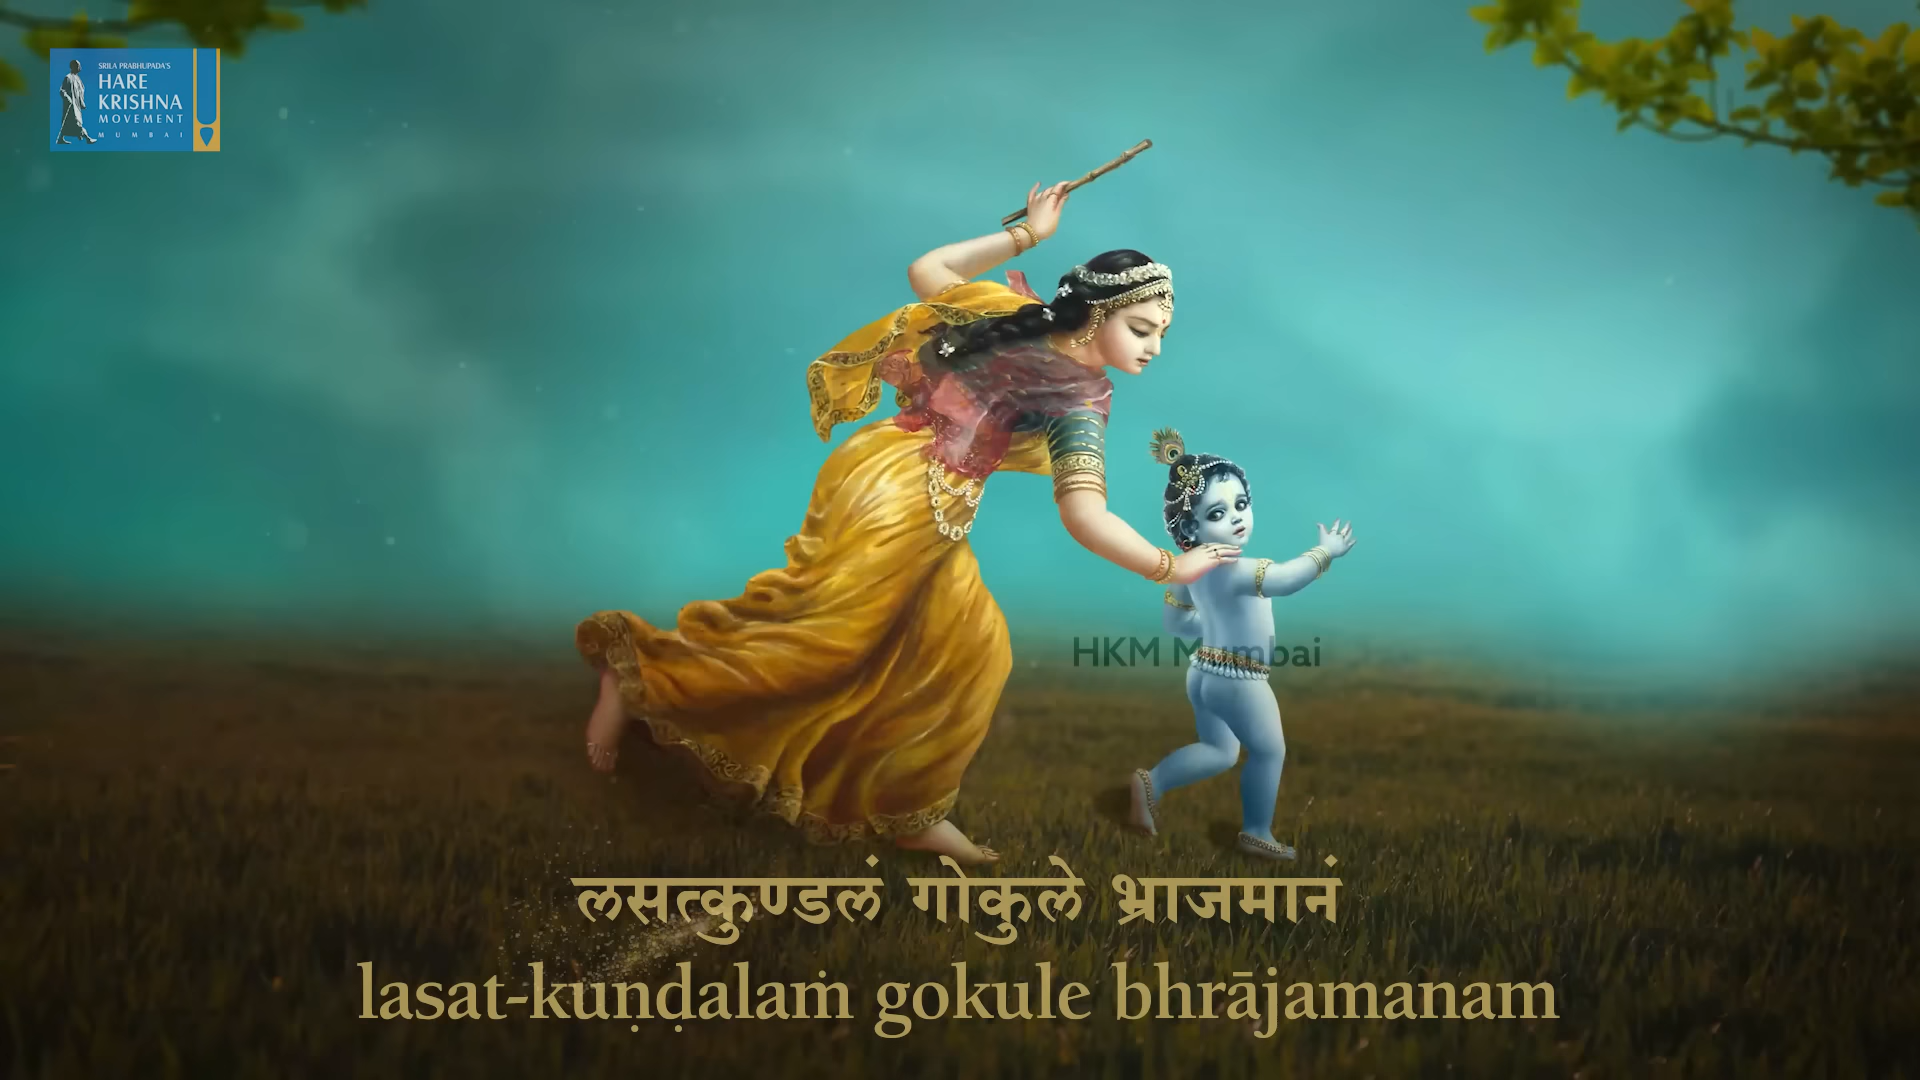 SRILA PRABHUPADA'S
HARE
KRISHNA
MOVEMENT
MUMBAI
HKM Mumbai
लसत्कुण्डलं गोकुले भ्राजमानं
lasat-kuṇḍalaṁ gokule bhrājamanam